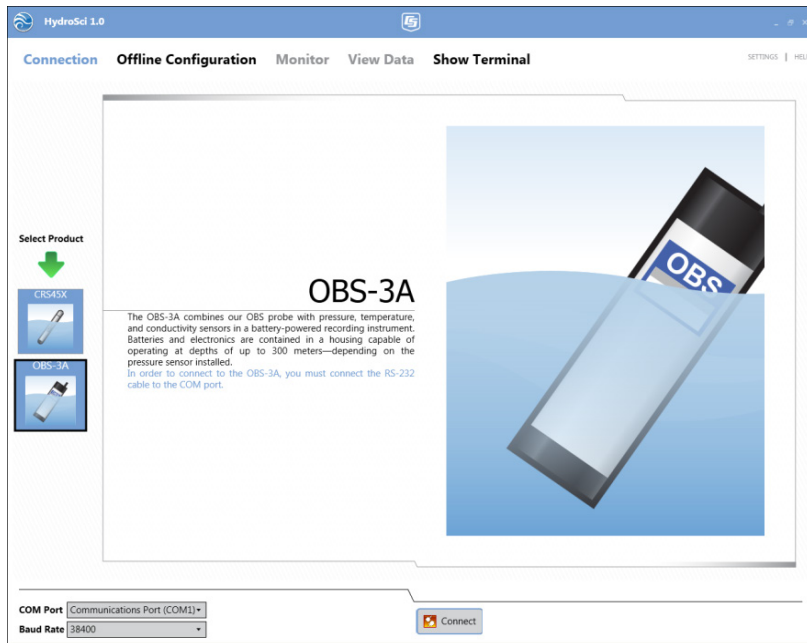 HydroSci 1.0
Connection Offline Configuration Monitor View Data Show Terminal
SETTINGS | HELP
Select Product
CRS45X
OBS-3A
OBS-3A
The OBS-3A combines our OBS probe with pressure, temperature,
and conductivity sensors in a battery-powered recording instrument.
Batteries and electronics are contained in a housing capable of
operating at depths of up to 300 meters—depending on the
pressure sensor installed.
In order to connect to the OBS-3A, you must connect the RS-232
cable to the COM port.
OBS
COM Port Communications Port (COM1)
Baud Rate 38400
Connect